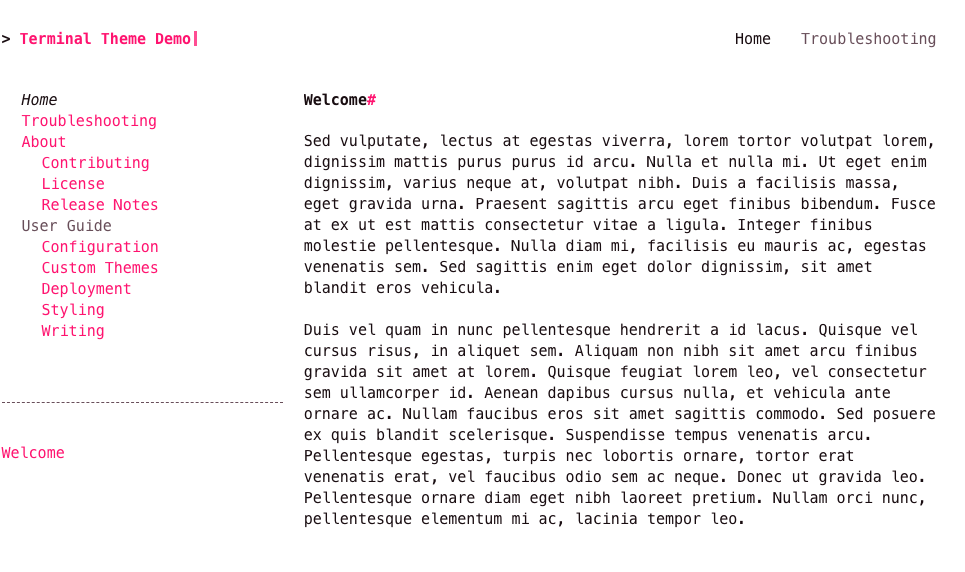 > Terminal Theme Demo
Home Troubleshooting
Home
Troubleshooting
About
Contributing
License
Release Notes
User Guide
Configuration
Custom Themes
Deployment
Styling
Writing
Welcome
Welcome#
Sed vulputate, lectus at egestas viverra, lorem tortor volutpat lorem,
dignissim mattis purus purus id arcu. Nulla et nulla mi. Ut eget enim
dignissim, varius neque at, volutpat nibh. Duis a facilisis massa,
eget gravida urna. Praesent sagittis arcu eget finibus bibendum. Fusce
at ex ut est mattis consectetur vitae a ligula. Integer finibus
molestie pellentesque. Nulla diam mi, facilisis eu mauris ac, egestas
venenatis sem. Sed sagittis enim eget dolor dignissim, sit amet
blandit eros vehicula.
Duis vel quam in nunc pellentesque hendrerit a id lacus. Quisque vel
cursus risus, in aliquet sem. Aliquam non nibh sit amet arcu finibus
gravida sit amet at lorem. Quisque feugiat lorem leo, vel consectetur
sem ullamcorper id. Aenean dapibus cursus nulla, et vehicula ante
ornare ac. Nullam faucibus eros sit amet sagittis commodo. Sed posuere
ex quis blandit scelerisque. Suspendisse tempus venenatis arcu.
Pellentesque egestas, turpis nec lobortis ornare, tortor erat
venenatis erat, vel faucibus odio sem ac neque. Donec ut gravida leo.
Pellentesque ornare diam eget nibh laoreet pretium. Nullam orci nunc,
pellentesque elementum mi ac, lacinia tempor leo.